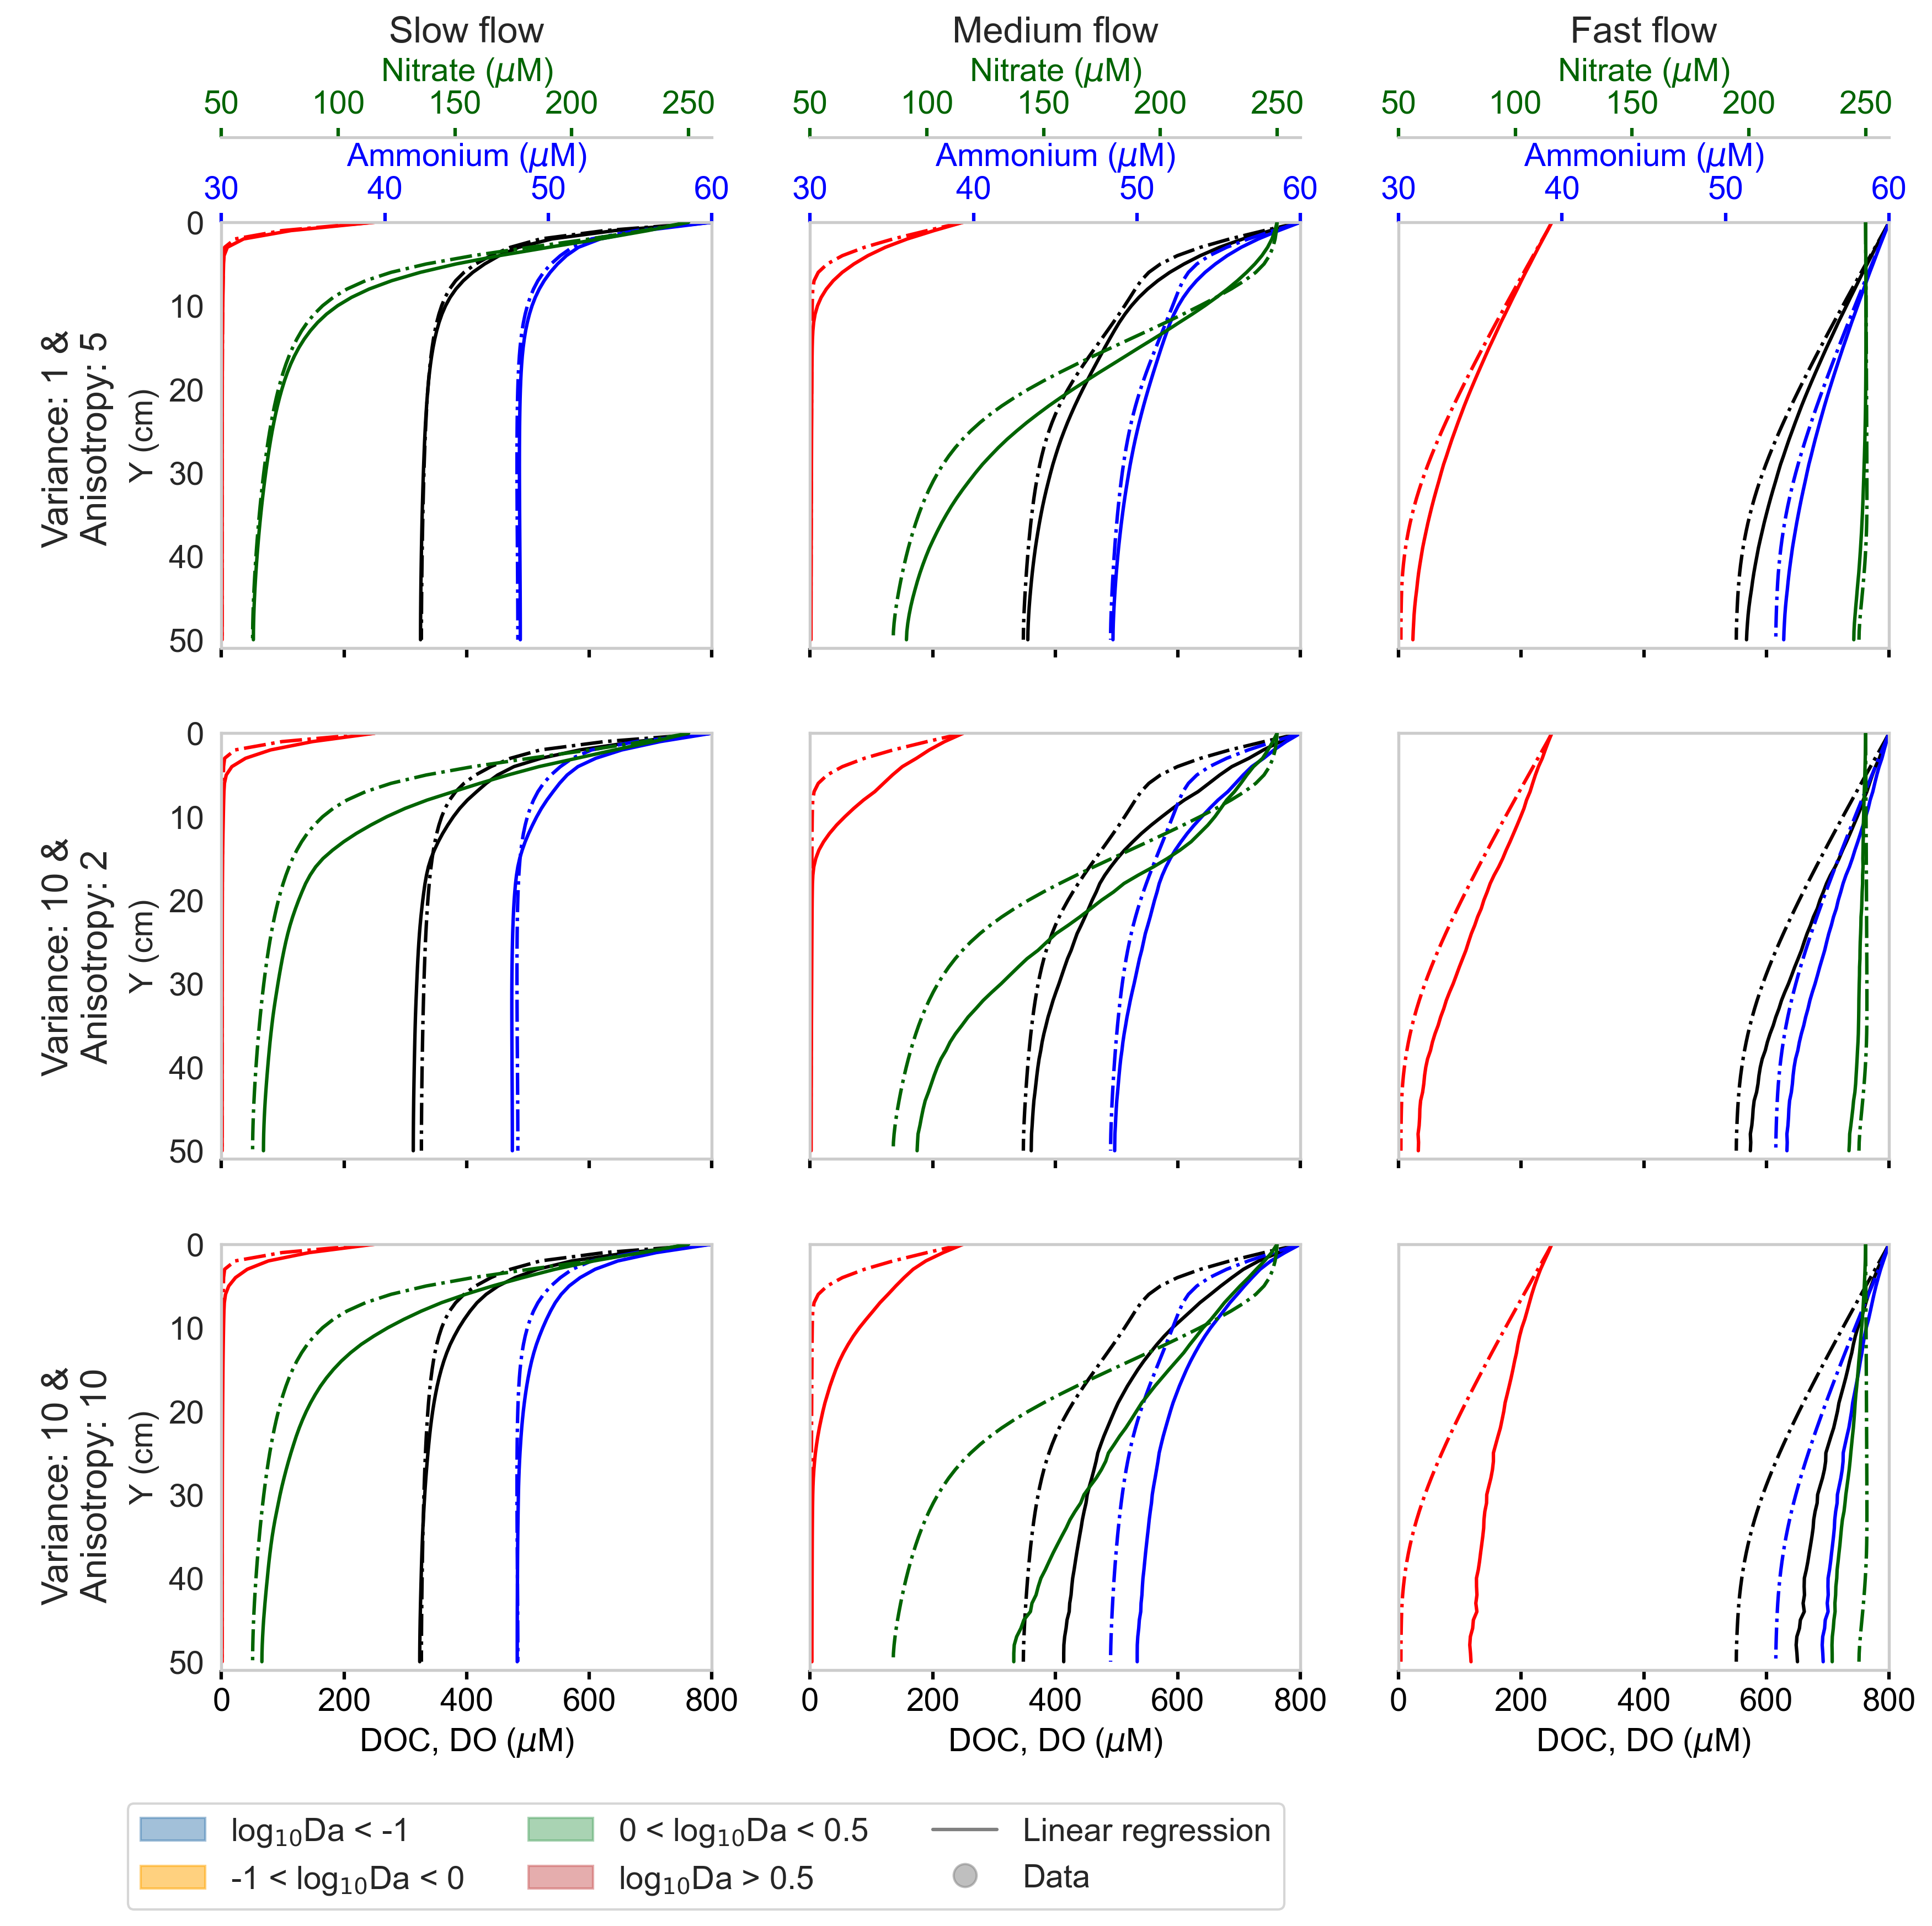 Slow flow Medium flow Fast flow
Nitrate (μM) Nitrate (μM) Nitrate (μM)
50 100 150 200 250 50 100 150 200 250 50 100 150 200 250
Ammonium (μM) Ammonium (μM) Ammonium (μM)
30 40 50 60 30 40 50 60 30 40 50 60
Variance: 1 &
Anisotropy: 5
Y (cm)
0
10
20
30
40
50
Variance: 10 &
Anisotropy: 2
Y (cm)
0
10
20
30
40
50
Variance: 10 &
Anisotropy: 10
Y (cm)
0
10
20
30
40
50
0 200 400 600 800 0 200 400 600 800 0 200 400 600 800
DOC, DO (μM) DOC, DO (μM) DOC, DO (μM)
log₁₀Da < -1 0 < log₁₀Da < 0.5 Linear regression
-1 < log₁₀Da < 0 log₁₀Da > 0.5 Data